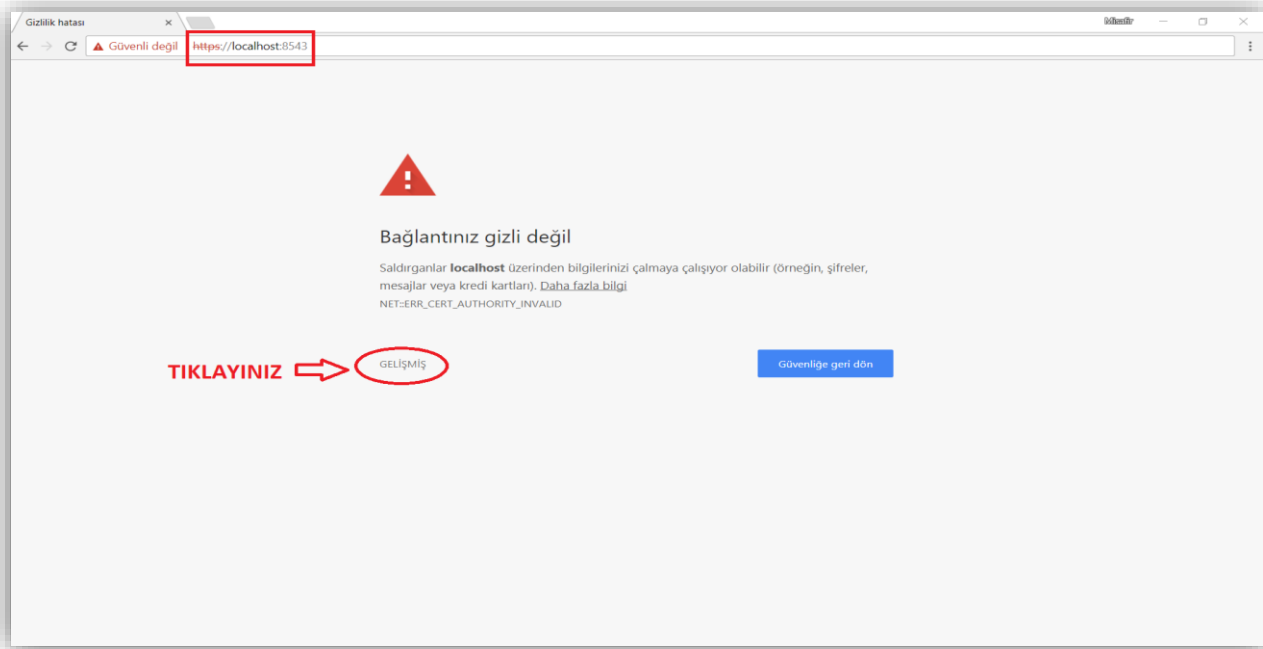 Gizlilik hatası
Misafir
Güvenli değil https://localhost:8543
Bağlantınız gizli değil
Saldırganlar localhost üzerinden bilgilerinizi çalmaya çalışıyor olabilir (örneğin, şifreler,
mesajlar veya kredi kartları). Daha fazla bilgi
NET::ERR_CERT_AUTHORITY_INVALID
TIKLAYINIZ
GELİŞMİŞ
Güvenliğe geri dön